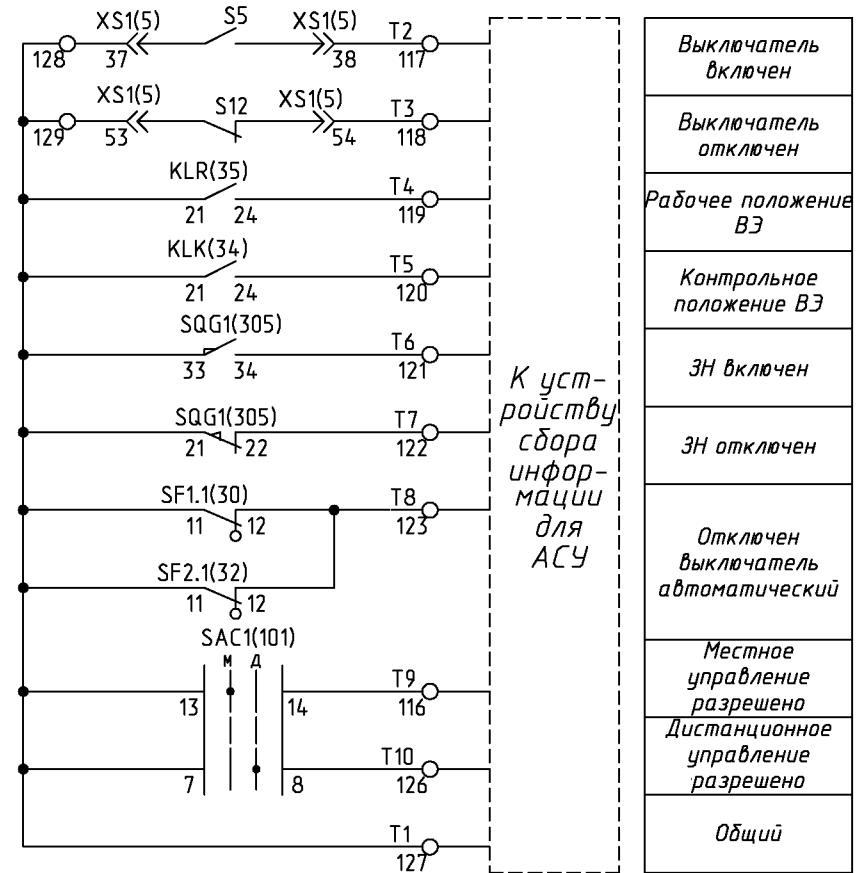 XS1(5) S5 XS1(5) T2
128 37 38 117
Выключатель
включен
XS1(5) S12 XS1(5) T3
129 53 54 118
Выключатель
отключен
KLR(35) T4
21 24 119
Рабочее положение
ВЭ
KLK(34) T5
21 24 120
Контрольное
положение ВЭ
SQG1(305) T6
33 34 121
ЗН включен
SQG1(305) T7
21 22 122
ЗН отключен
SF1.1(30) T8
11 12 123
SF2.1(32)
11 12
Отключен
выключатель
автоматический
SAC1(101)
М Д
T9
13 14 116
Местное
управление
разрешено
T10
7 8 126
Дистанционное
управление
разрешено
T1
127
Общий
К уст-
ройству
сбора
инфор-
мации
для
АСУ